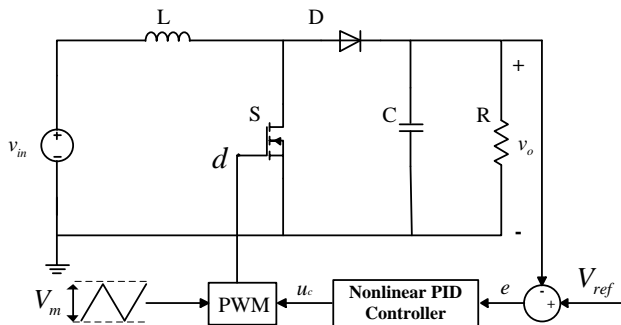 L
D
S
C
R
+
v_in
+
−
d
v_o
-
V_m
PWM
u_c
Nonlinear PID
Controller
e
-
+
V_ref